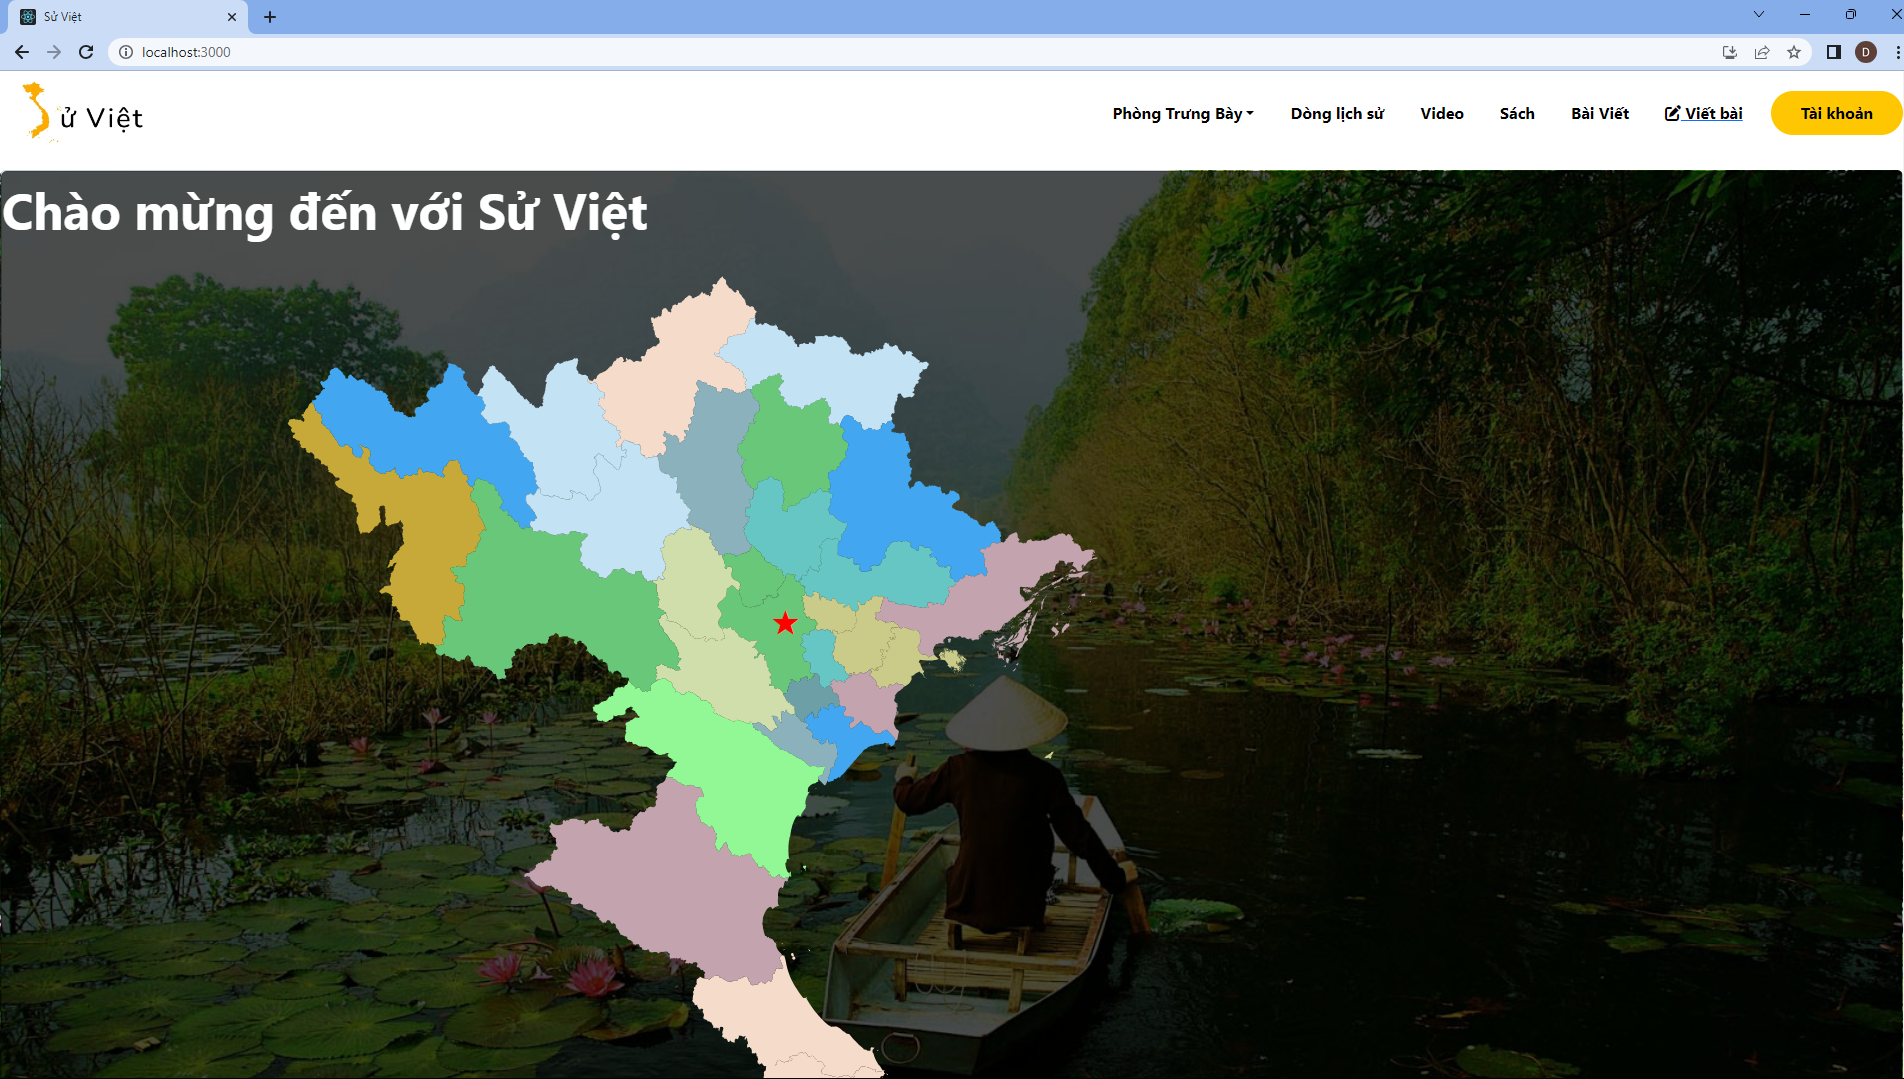 Sử Việt
localhost:3000
D
ử Việt
Phòng Trưng Bày
Dòng lịch sử
Video
Sách
Bài Viết
Viết bài
Tài khoản
Chào mừng đến với Sử Việt